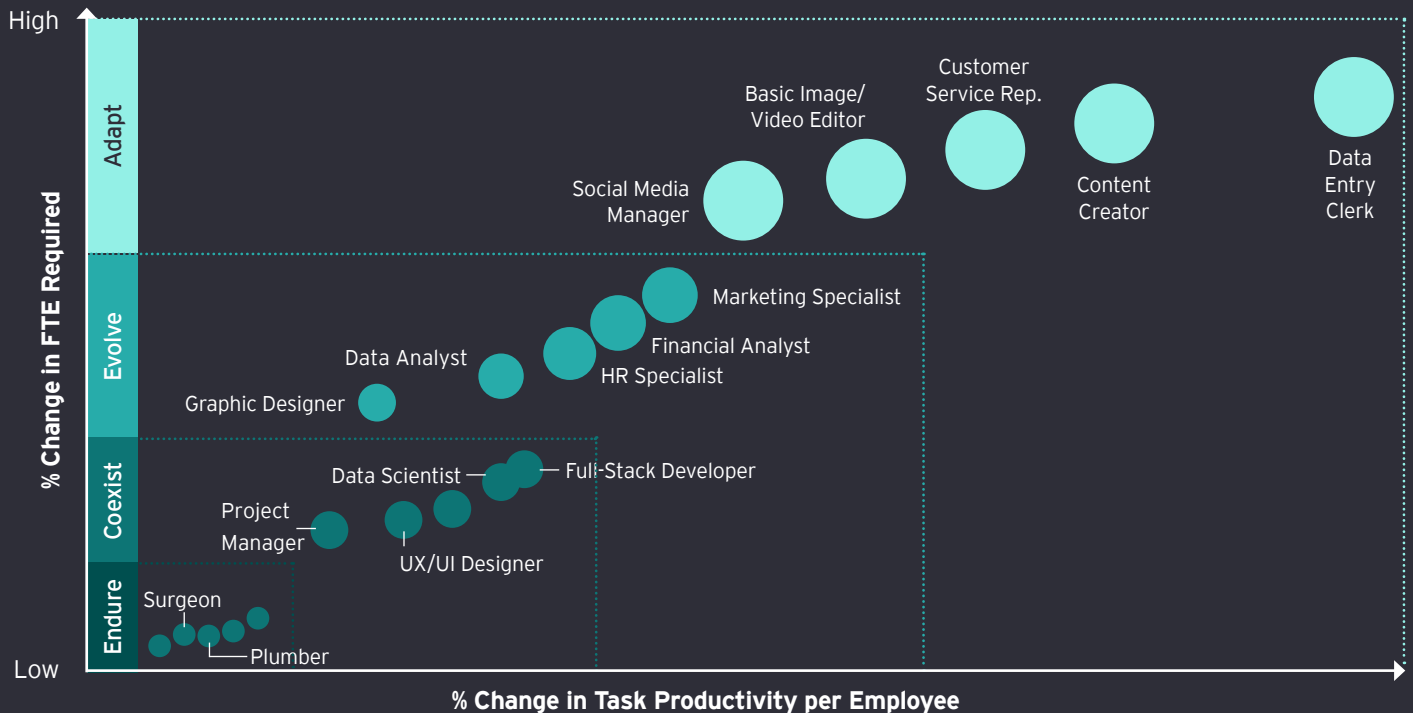 High
Adapt
Evolve
Coexist
Endure
Low
% Change in FTE Required
Customer
Service Rep.
Basic Image/
Video Editor
Social Media
Manager
Content
Creator
Data
Entry
Clerk
Marketing Specialist
Financial Analyst
HR Specialist
Data Analyst
Graphic Designer
Data Scientist
Full-Stack Developer
Project
Manager
UX/UI Designer
Surgeon
Plumber
% Change in Task Productivity per Employee